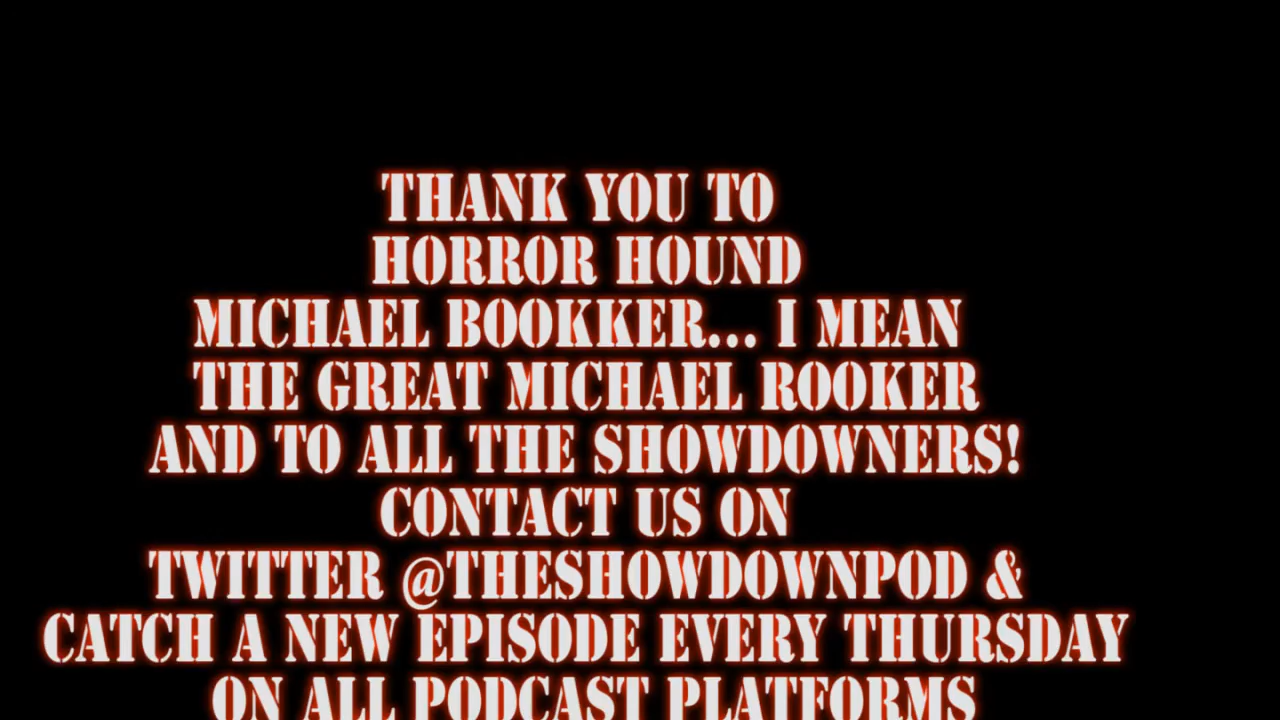 THANK YOU TO
HORROR HOUND
MICHAEL BOOKKER... I MEAN
THE GREAT MICHAEL ROOKER
AND TO ALL THE SHOWDOWNERS!
CONTACT US ON
TWITTER @THESHOWDOWNPOD &
CATCH A NEW EPISODE EVERY THURSDAY
ON ALL PODCAST PLATFORMS